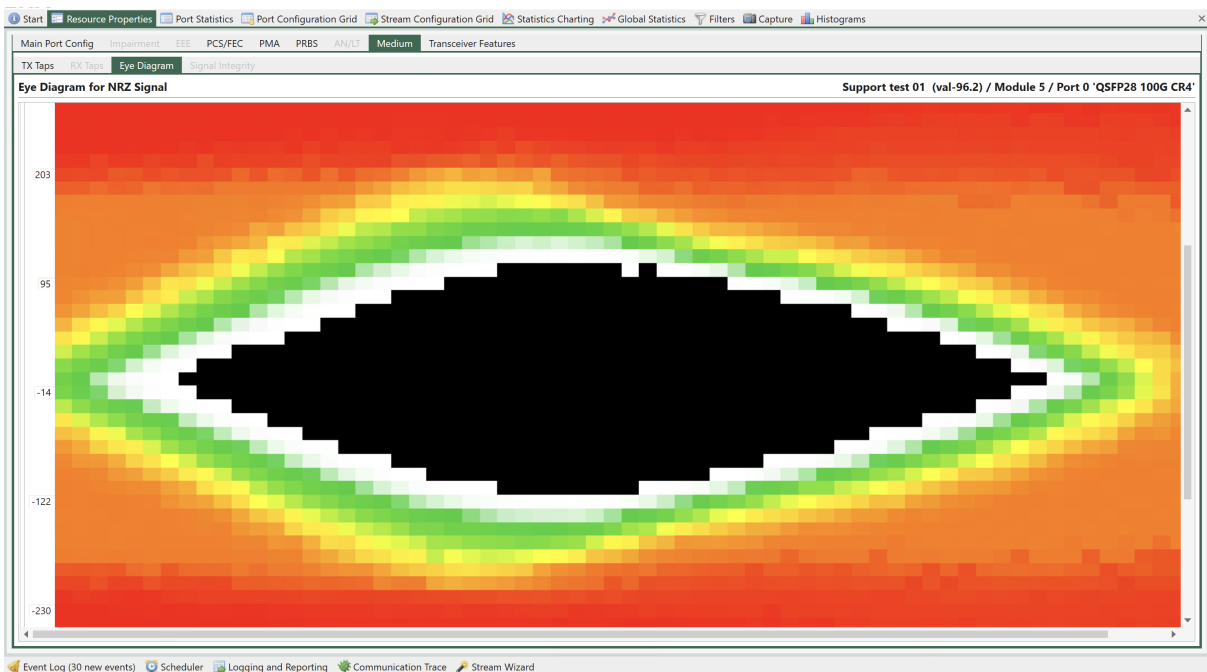 Start Resource Properties Port Statistics Port Configuration Grid Stream Configuration Grid Statistics Charting Global Statistics Filters Capture Histograms
Main Port Config Impairment EEE PCS/FEC PMA PRBS AN/LT Medium Transceiver Features
TX Taps RX Taps Eye Diagram Signal Integrity
Eye Diagram for NRZ Signal Support test 01 (val-96.2) / Module 5 / Port 0 'QSFP28 100G CR4'
203
95
-14
-122
-230
Event Log (30 new events) Scheduler Logging and Reporting Communication Trace Stream Wizard